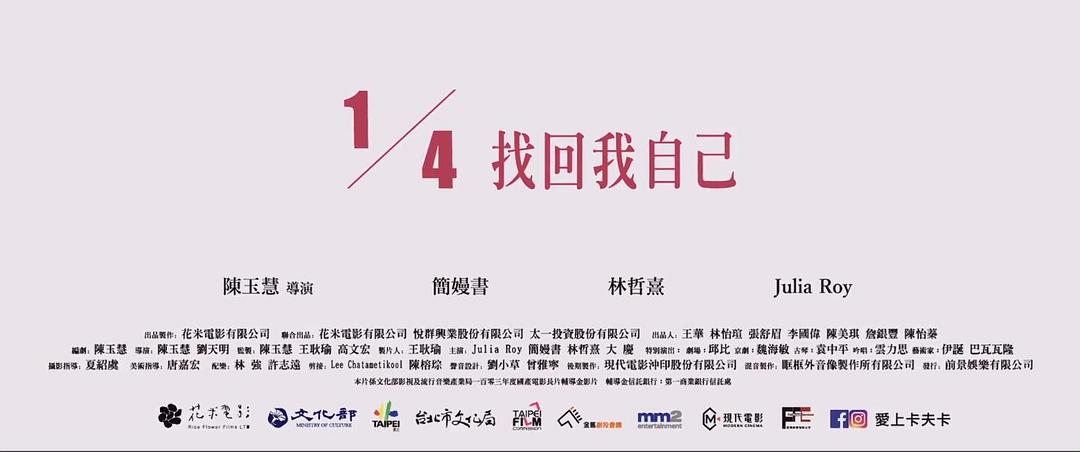 1/4 找回我自己
陳玉慧 導演 簡嫚書 林哲熹 Julia Roy
出品製作：花米電影有限公司 聯合出品：花米電影有限公司 悅群興業股份有限公司 太一投資股份有限公司 出品人：王華 林怡瑄 張舒眉 李國偉 陳美琪 詹銀豐 陳怡蓁
編劇：陳玉慧 導演：陳玉慧 劉天明 監製：陳玉慧 王耿瑜 高文宏 製片人：王耿瑜 主演：Julia Roy 簡嫚書 林哲熹 大 慶 特別演出：劇場：邱比 京劇：魏海敏 古琴：袁中平 吟唱：雲力思 藝術家：伊誕 巴瓦瓦隆
攝影指導：夏紹虞 美術指導：唐嘉宏 配樂：林 強 許志遠 剪接：Lee Chatametikool 陳榕琮 聲音設計：劉小草 曾雅寧 後期製作：現代電影沖印股份有限公司 混音製作：眶框外音像製作所有限公司 發行：前景娛樂有限公司
本片係文化部影視及流行音樂產業局一百零三年度國產電影長片輔導金影片 輔導金信託銀行：第一商業銀行信託處
花米電影 Rice Flower Films LTD 文化部 MINISTRY OF CULTURE TAIPEI 台北市文化局 TAIPEI FILM COMMISSION 金馬創投會議 mm2 entertainment 現代電影 MODERN CINEMA 愛上卡夫卡